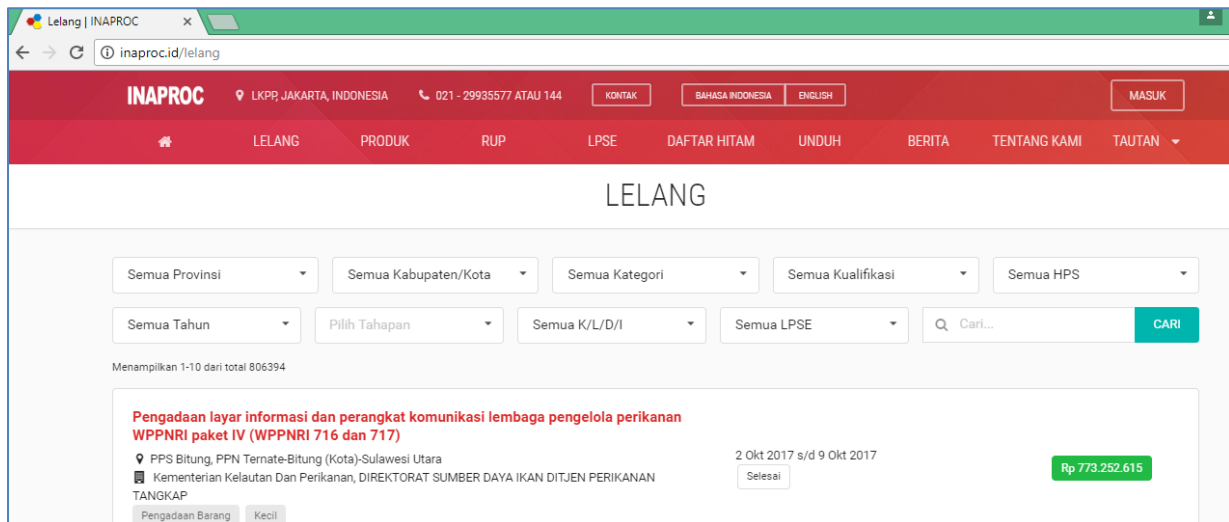 Lelang | INAPROC
inaproc.id/lelang
INAPROC LKPP, JAKARTA, INDONESIA 021 - 29935577 ATAU 144 KONTAK BAHASA INDONESIA ENGLISH MASUK
LELANG PRODUK RUP LPSE DAFTAR HITAM UNDUH BERITA TENTANG KAMI TAUTAN
LELANG
Semua Provinsi Semua Kabupaten/Kota Semua Kategori Semua Kualifikasi Semua HPS
Semua Tahun Pilih Tahapan Semua K/L/D/I Semua LPSE Cari... CARI
Menampilkan 1-10 dari total 806394
Pengadaan layar informasi dan perangkat komunikasi lembaga pengelola perikanan
WPPNRI paket IV (WPPNRI 716 dan 717)
PPS Bitung, PPN Ternate-Bitung (Kota)-Sulawesi Utara
Kementerian Kelautan Dan Perikanan, DIREKTORAT SUMBER DAYA IKAN DITJEN PERIKANAN
TANGKAP
Pengadaan Barang Kecil
2 Okt 2017 s/d 9 Okt 2017
Selesai
Rp 773.252.615